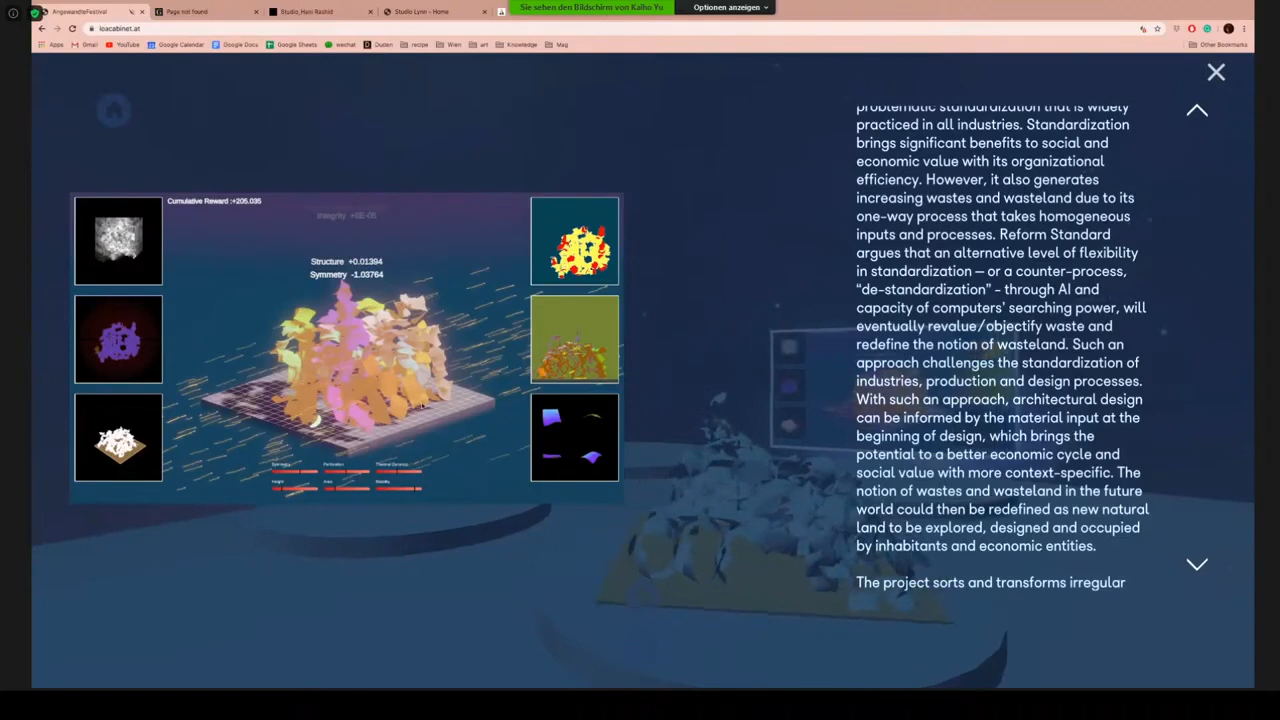 AngewandteFestival
Page not found
Studio_Hani Rashid
Studio Lynn - Home
Sie sehen den Bildschirm von Kaiho Yu
Optionen anzeigen
loacabinet.at
Apps
Gmail
YouTube
Google Calendar
Google Docs
Google Sheets
wechat
Duden
recipe
Wien
art
Knowledge
Mag
Other Bookmarks
Cumulative Reward :+205.035
Integrity +6E-05
Structure +0.01394
Symmetry -1.03764
Symmetry
Perforation
Thermal Dynamic
Height
Area
Stability
problematic standardization that is widely
practiced in all industries. Standardization
brings significant benefits to social and
economic value with its organizational
efficiency. However, it also generates
increasing wastes and wasteland due to its
one-way process that takes homogeneous
inputs and processes. Reform Standard
argues that an alternative level of flexibility
in standardization – or a counter-process,
“de-standardization” - through AI and
capacity of computers' searching power, will
eventually revalue/objectify waste and
redefine the notion of wasteland. Such an
approach challenges the standardization of
industries, production and design processes.
With such an approach, architectural design
can be informed by the material input at the
beginning of design, which brings the
potential to a better economic cycle and
social value with more context-specific. The
notion of wastes and wasteland in the future
world could then be redefined as new natural
land to be explored, designed and occupied
by inhabitants and economic entities.
The project sorts and transforms irregular